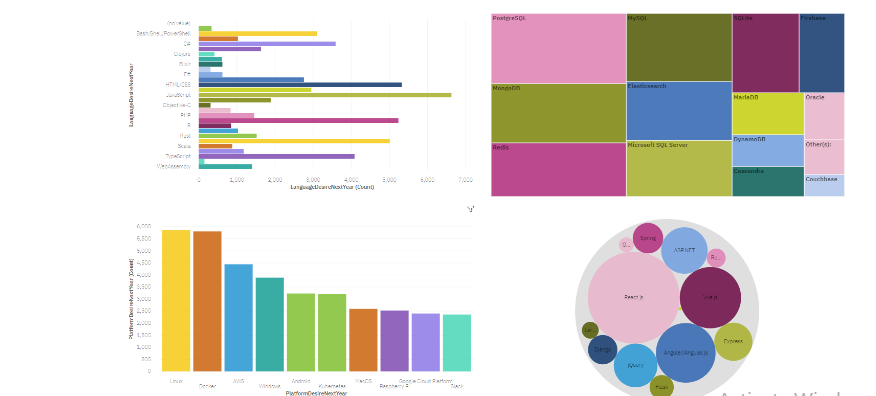 (no value)
Bash/Shell/PowerShell
C#
Clojure
Elixir
F#
HTML/CSS
JavaScript
Objective-C
PHP
R
Rust
Scala
TypeScript
WebAssembly
LanguageDesireNextYear
0
1,000
2,000
3,000
4,000
5,000
6,000
7,000
LanguageDesireNextYear (Count)
PostgreSQL
MySQL
SQLite
Firebase
MongoDB
Elasticsearch
MariaDB
Oracle
DynamoDB
Other(s):
Redis
Microsoft SQL Server
Cassandra
Couchbase
6,000
5,500
5,000
4,500
4,000
3,500
3,000
2,500
2,000
1,500
1,000
500
0
PlatformDesireNextYear (Count)
Linux
Docker
AWS
Windows
Android
Kubernetes
MacOS
Raspberry Pi
Google Cloud Platform
Slack
PlatformDesireNextYear
Spring
O...
ASP.NET
Ru...
React.js
Vue.js
Express
Django
Angular/Angular.js
jQuery
Flask